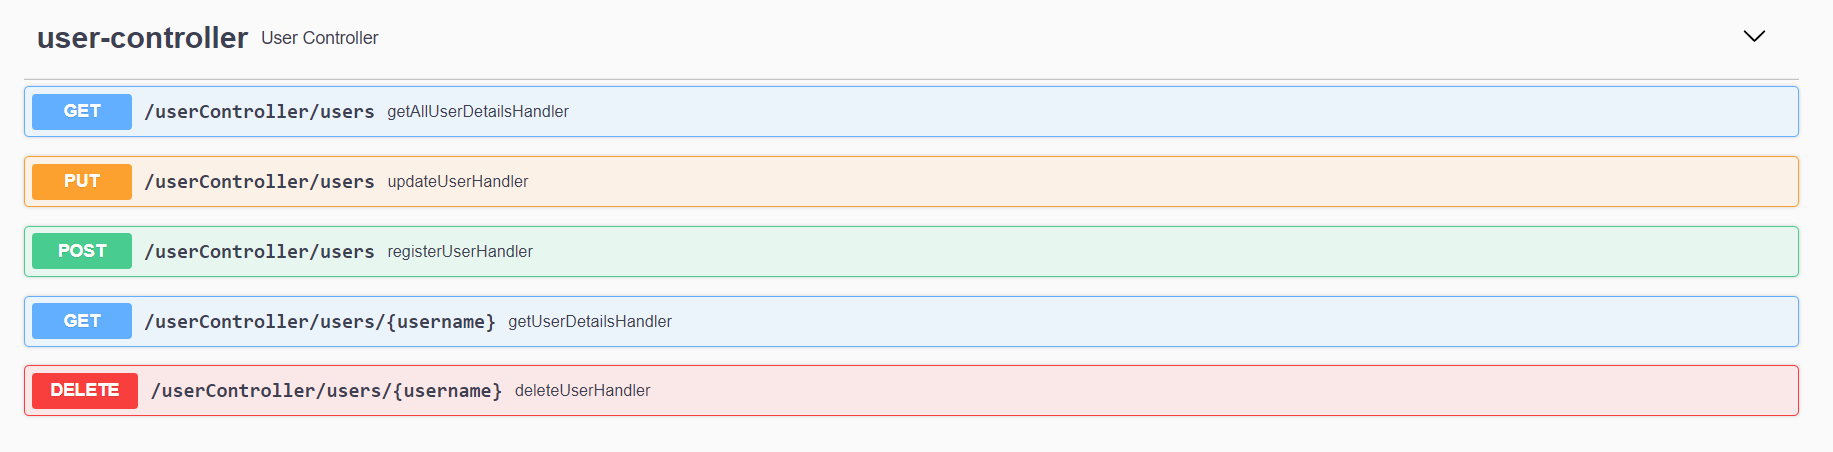 user-controller User Controller
GET /userController/users getAllUserDetailsHandler
PUT /userController/users updateUserHandler
POST /userController/users registerUserHandler
GET /userController/users/{username} getUserDetailsHandler
DELETE /userController/users/{username} deleteUserHandler